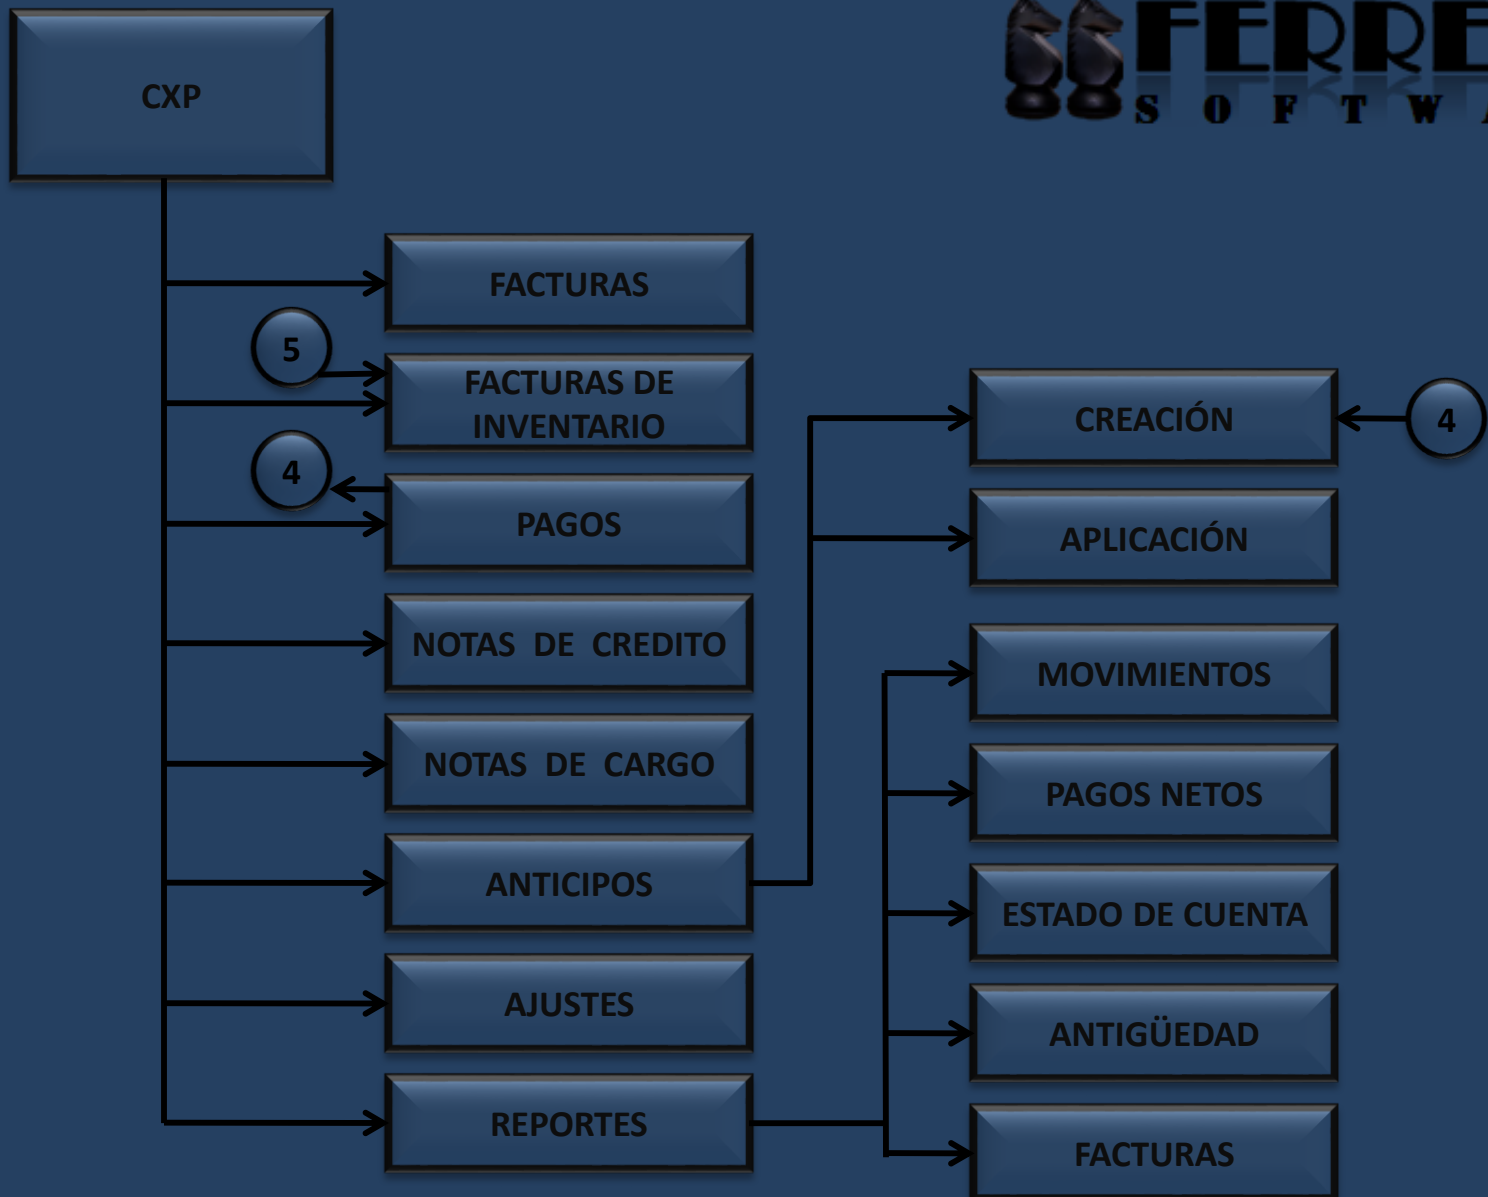 CXP
FACTURAS
5
FACTURAS DE
INVENTARIO
4
PAGOS
NOTAS DE CREDITO
NOTAS DE CARGO
ANTICIPOS
AJUSTES
REPORTES
CREACIÓN
4
APLICACIÓN
MOVIMIENTOS
PAGOS NETOS
ESTADO DE CUENTA
ANTIGÜEDAD
FACTURAS